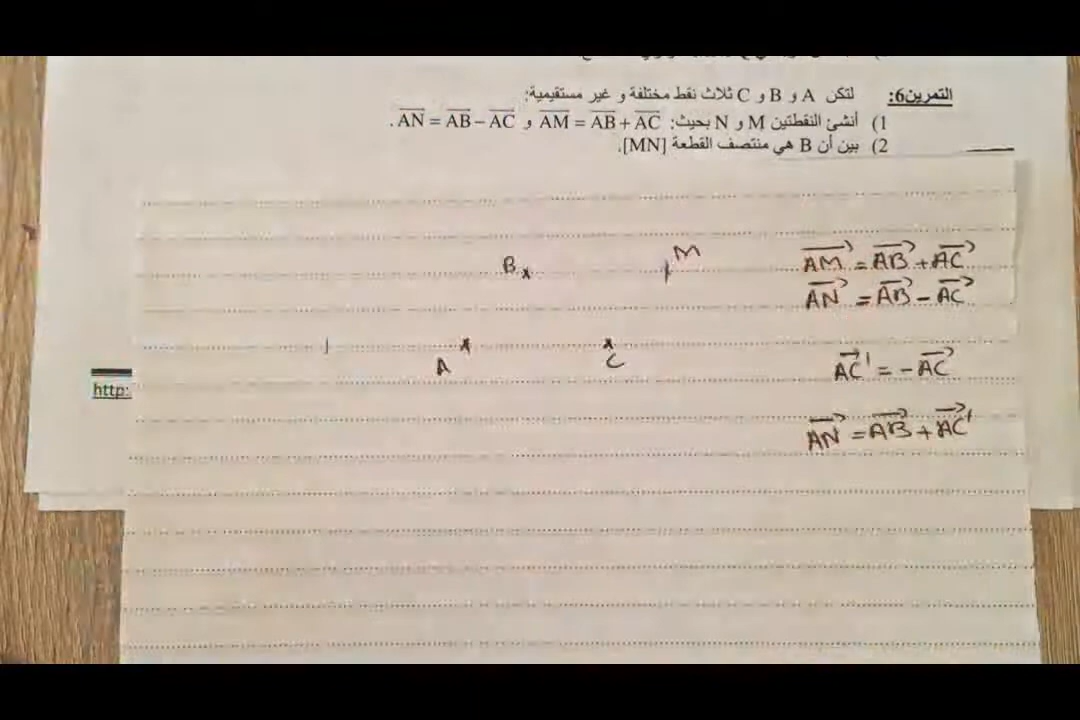 التمرين6: لتكن A و B و C ثلاث نقط مختلفة و غير مستقيمية:
1) أنشئ النقطتين M و N بحيث: AM = AB + AC و AN = AB − AC .
2) بين أن B هي منتصف القطعة [MN].
B M
A C
AM = AB + AC
AN = AB − AC
AC' = − AC
AN = AB + AC'
http: